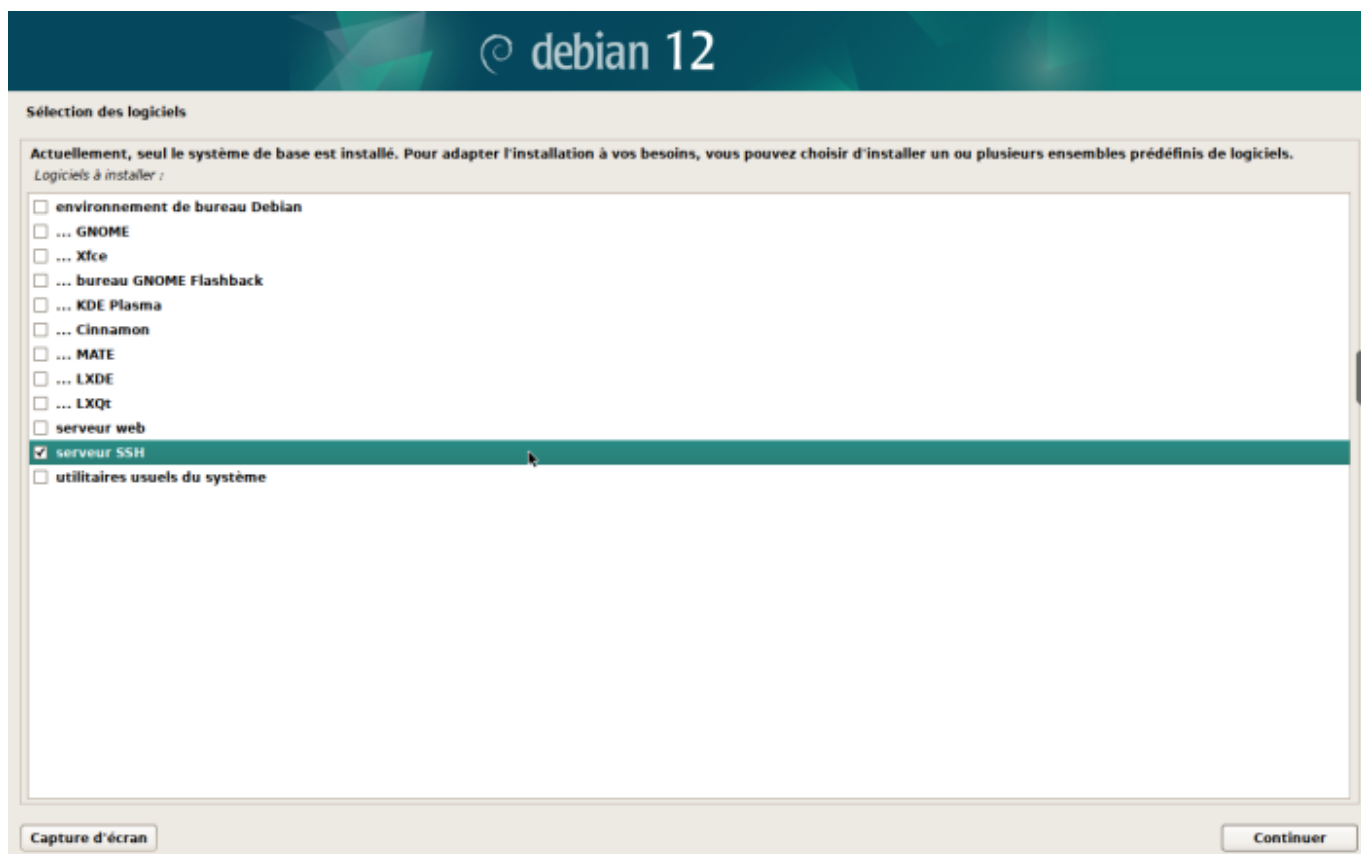 debian 12
Sélection des logiciels
Actuellement, seul le système de base est installé. Pour adapter l'installation à vos besoins, vous pouvez choisir d'installer un ou plusieurs ensembles prédéfinis de logiciels.
Logiciels à installer :
environnement de bureau Debian
... GNOME
... Xfce
... bureau GNOME Flashback
... KDE Plasma
... Cinnamon
... MATE
... LXDE
... LXQt
serveur web
serveur SSH
utilitaires usuels du système
Capture d'écran
Continuer